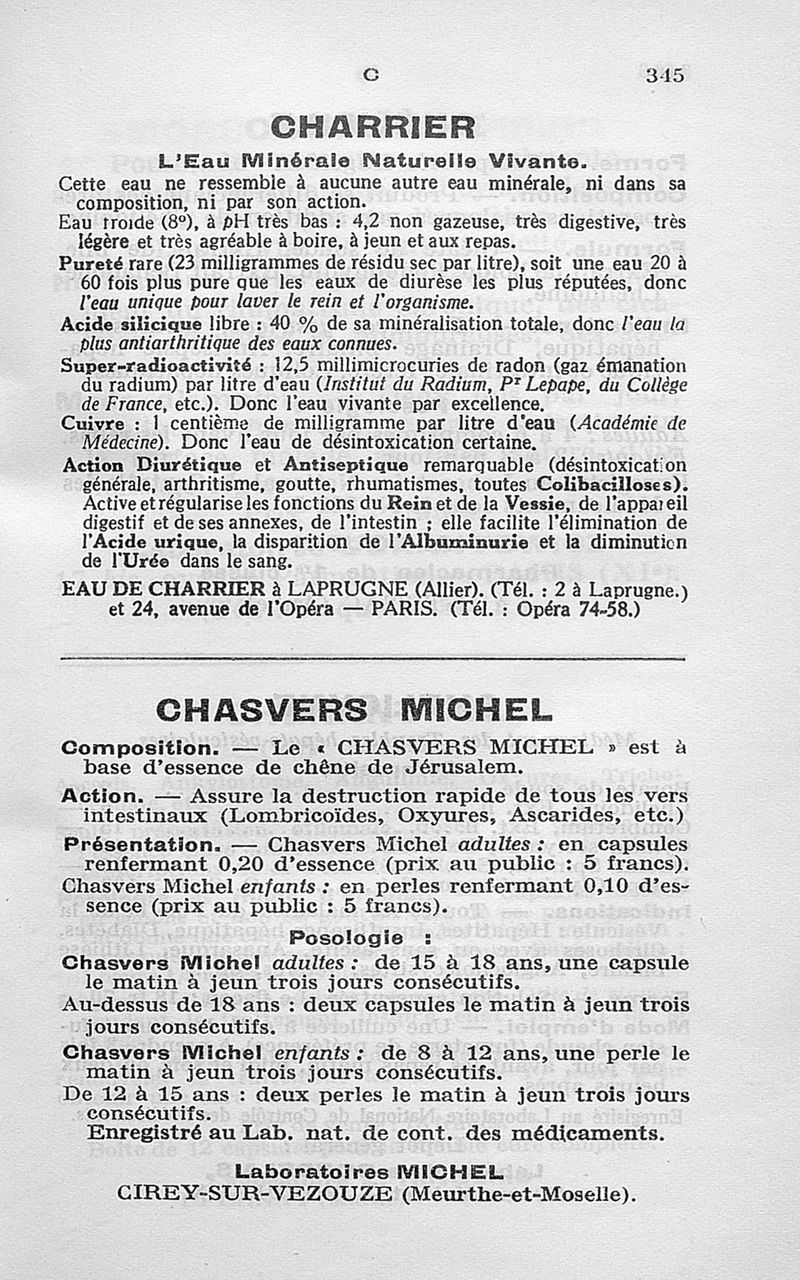 C 345
CHARRIER
L'Eau Minérale Naturelle Vivante.
Cette eau ne ressemble à aucune autre eau minérale, ni dans sa
composition, ni par son action.
Eau froide (8°), à pH très bas : 4,2 non gazeuse, très digestive, très
légère et très agréable à boire, à jeun et aux repas.
Pureté rare (23 milligrammes de résidu sec par litre), soit une eau 20 à
60 fois plus pure que les eaux de diurèse les plus réputées, donc
l'eau unique pour laver le rein et l'organisme.
Acide silicique libre : 40 % de sa minéralisation totale, donc l'eau la
plus antiarthritique des eaux connues.
Super-radioactivité : 12,5 millimicrocuries de radon (gaz émanation
du radium) par litre d'eau (Institut du Radium, Pr Lepape, du Collège
de France, etc.). Donc l'eau vivante par excellence.
Cuivre : 1 centième de milligramme par litre d'eau (Académie de
Médecine). Donc l'eau de désintoxication certaine.
Action Diurétique et Antiseptique remarquable (désintoxication
générale, arthritisme, goutte, rhumatismes, toutes Colibacilloses).
Active et régularise les fonctions du Rein et de la Vessie, de l'appareil
digestif et de ses annexes, de l'intestin ; elle facilite l'élimination de
l'Acide urique, la disparition de l'Albuminurie et la diminution
de l'Urée dans le sang.
EAU DE CHARRIER à LAPRUGNE (Allier). (Tél. : 2 à Laprugne.)
et 24, avenue de l'Opéra — PARIS. (Tél. : Opéra 74-58.)
CHASVERS MICHEL
Composition. — Le « CHASVERS MICHEL » est à
base d'essence de chêne de Jérusalem.
Action. — Assure la destruction rapide de tous les vers
intestinaux (Lombricoïdes, Oxyures, Ascarides, etc.)
Présentation. — Chasvers Michel adultes : en capsules
renfermant 0,20 d'essence (prix au public : 5 francs).
Chasvers Michel enfants : en perles renfermant 0,10 d'es-
sence (prix au public : 5 francs).
Posologie :
Chasvers Michel adultes : de 15 à 18 ans, une capsule
le matin à jeun trois jours consécutifs.
Au-dessus de 18 ans : deux capsules le matin à jeun trois
jours consécutifs.
Chasvers Michel enfants : de 8 à 12 ans, une perle le
matin à jeun trois jours consécutifs.
De 12 à 15 ans : deux perles le matin à jeun trois jours
consécutifs.
Enregistré au Lab. nat. de cont. des médicaments.
Laboratoires MICHEL
CIREY-SUR-VEZOUZE (Meurthe-et-Moselle).